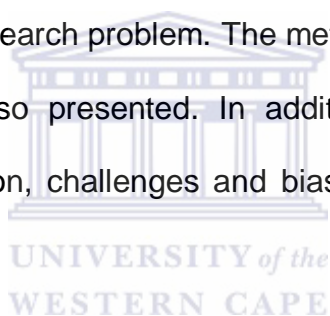 earch problem. The me
so presented. In addit
on, challenges and bias
UNIVERSITY of the
WESTERN CAPE